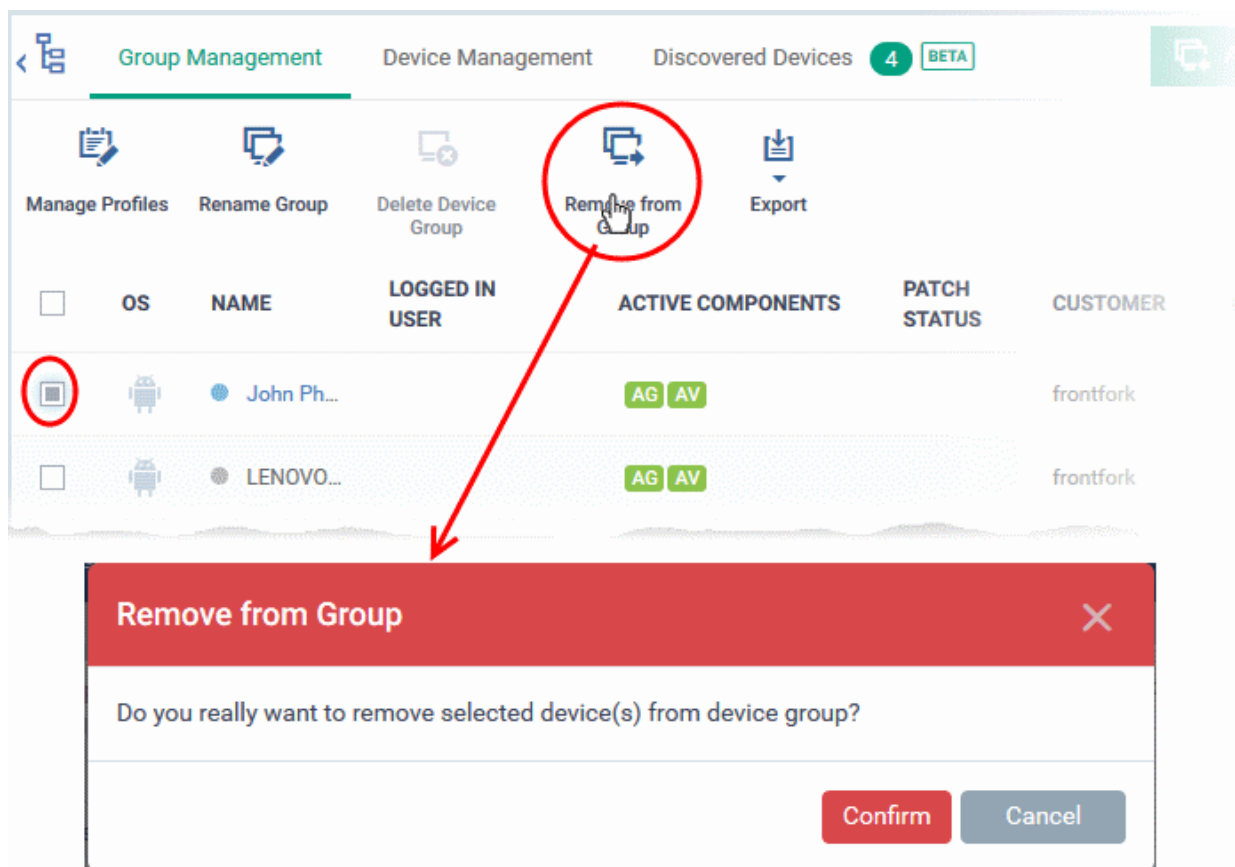 Group Management Device Management Discovered Devices 4 BETA
Manage Profiles Rename Group Delete Device Group Remove from Group Export
OS NAME LOGGED IN USER ACTIVE COMPONENTS PATCH STATUS CUSTOMER
John Ph... AG AV frontfork
LENOVO... AG AV frontfork
Remove from Group
Do you really want to remove selected device(s) from device group?
Confirm Cancel